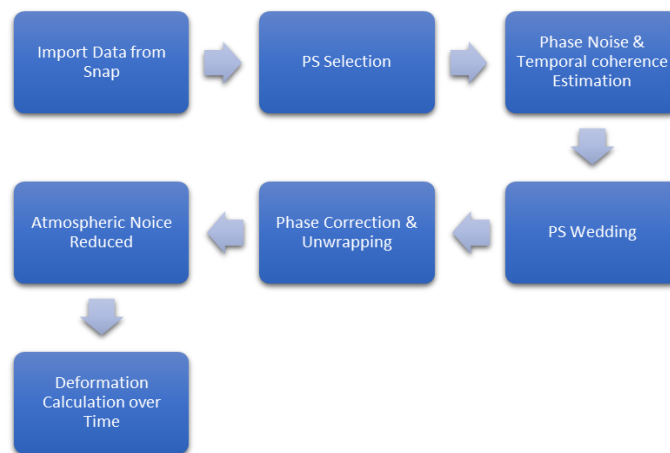 Import Data from
Snap
PS Selection
Phase Noise &
Temporal coherence
Estimation
PS Wedding
Phase Correction &
Unwrapping
Atmospheric Noice
Reduced
Deformation
Calculation over
Time